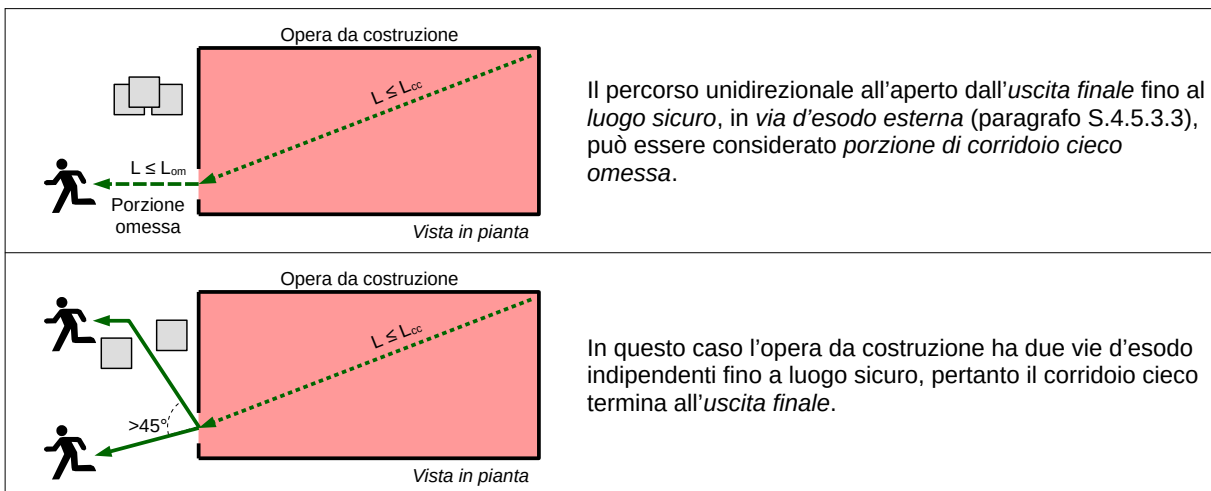 Opera da costruzione
L ≤ Lcc
L ≤ Lom
Porzione
omessa
Vista in pianta
Il percorso unidirezionale all’aperto dall’uscita finale fino al
luogo sicuro, in via d’esodo esterna (paragrafo S.4.5.3.3),
può essere considerato porzione di corridoio cieco
omessa.
Opera da costruzione
L ≤ Lcc
>45°
Vista in pianta
In questo caso l’opera da costruzione ha due vie d’esodo
indipendenti fino a luogo sicuro, pertanto il corridoio cieco
termina all’uscita finale.